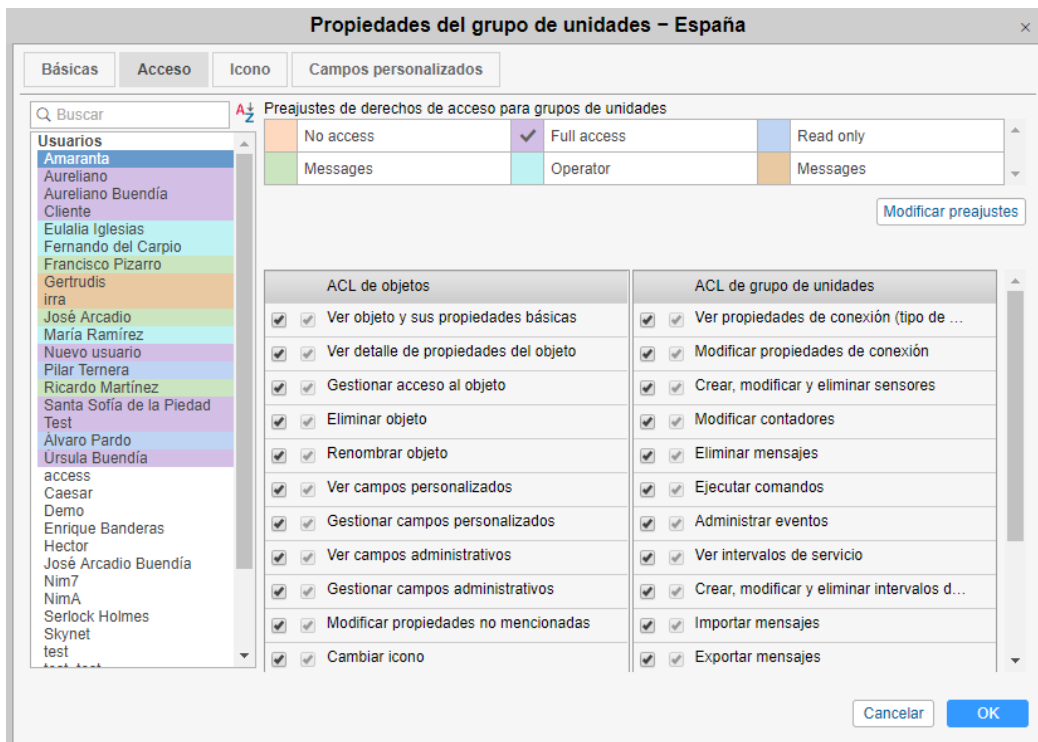 Propiedades del grupo de unidades – España
Básicas
Acceso
Icono
Campos personalizados
Buscar
Usuarios
Amaranta
Aureliano
Aureliano Buendía
Cliente
Eulalia Iglesias
Fernando del Carpio
Francisco Pizarro
Gertrudis
irra
José Arcadio
María Ramírez
Nuevo usuario
Pilar Ternera
Ricardo Martínez
Santa Sofía de la Piedad
Test
Álvaro Pardo
Úrsula Buendía
access
Caesar
Demo
Enrique Banderas
Hector
José Arcadio Buendía
Nim7
NimA
Serlock Holmes
Skynet
test
Preajustes de derechos de acceso para grupos de unidades
No access
Full access
Read only
Messages
Operator
Messages
Modificar preajustes
ACL de objetos
Ver objeto y sus propiedades básicas
Ver detalle de propiedades del objeto
Gestionar acceso al objeto
Eliminar objeto
Renombrar objeto
Ver campos personalizados
Gestionar campos personalizados
Ver campos administrativos
Gestionar campos administrativos
Modificar propiedades no mencionadas
Cambiar icono
ACL de grupo de unidades
Ver propiedades de conexión (tipo de ...
Modificar propiedades de conexión
Crear, modificar y eliminar sensores
Modificar contadores
Eliminar mensajes
Ejecutar comandos
Administrar eventos
Ver intervalos de servicio
Crear, modificar y eliminar intervalos d...
Importar mensajes
Exportar mensajes
Cancelar
OK